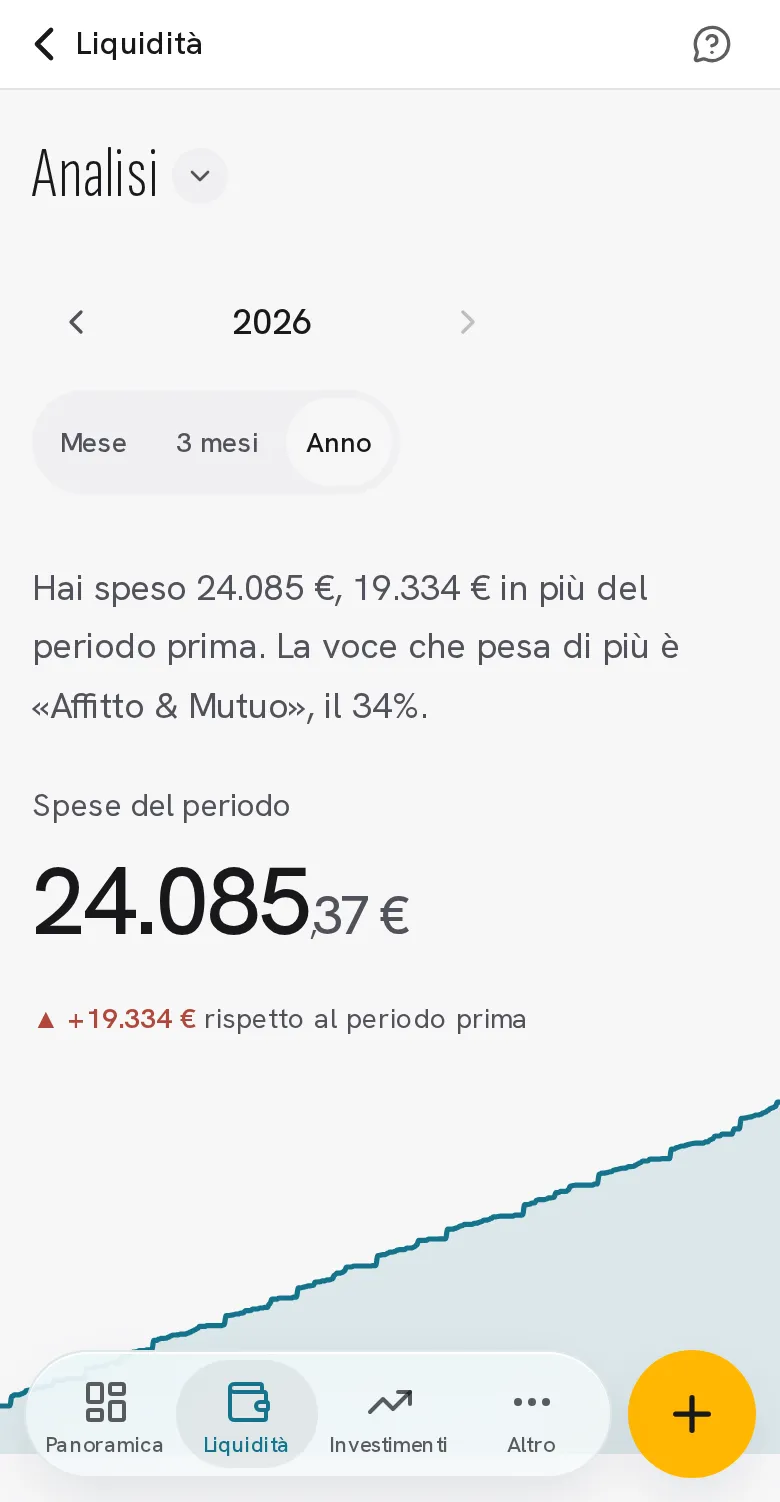 Liquidità
Analisi
2026
Mese 3 mesi Anno
Hai speso 24.085 €, 19.334 € in più del
periodo prima. La voce che pesa di più è
«Affitto & Mutuo», il 34%.
Spese del periodo
24.085,37 €
▲ +19.334 € rispetto al periodo prima
Panoramica Liquidità Investimenti Altro